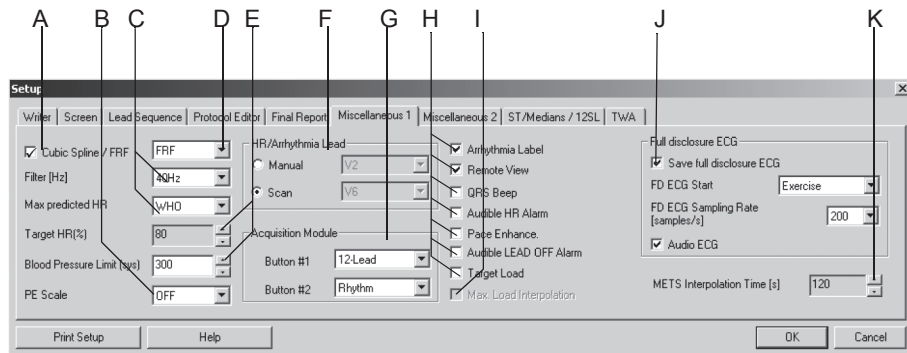 A B C D E F G H I J K
Setup
Writer Screen Lead Sequence Protocol Editor Final Report Miscellaneous 1 Miscellaneous 2 ST/Medians / 12SL TWA
Cubic Spline / FRF FRF
Filter [Hz] 40Hz
Max predicted HR WHO
Target HR(%) 80
Blood Pressure Limit (sys) 300
PE Scale OFF
HR/Arrhythmia Lead
Manual V2
Scan V6
Acquisition Module
Button #1 12-Lead
Button #2 Rhythm
Arrhythmia Label
Remote View
QRS Beep
Audible HR Alarm
Pace Enhance.
Audible LEAD OFF Alarm
Target Load
Max. Load Interpolation
Full disclosure ECG
Save full disclosure ECG
FD ECG Start Exercise
FD ECG Sampling Rate
[samples/s] 200
Audio ECG
METS Interpolation Time [s] 120
Print Setup Help OK Cancel